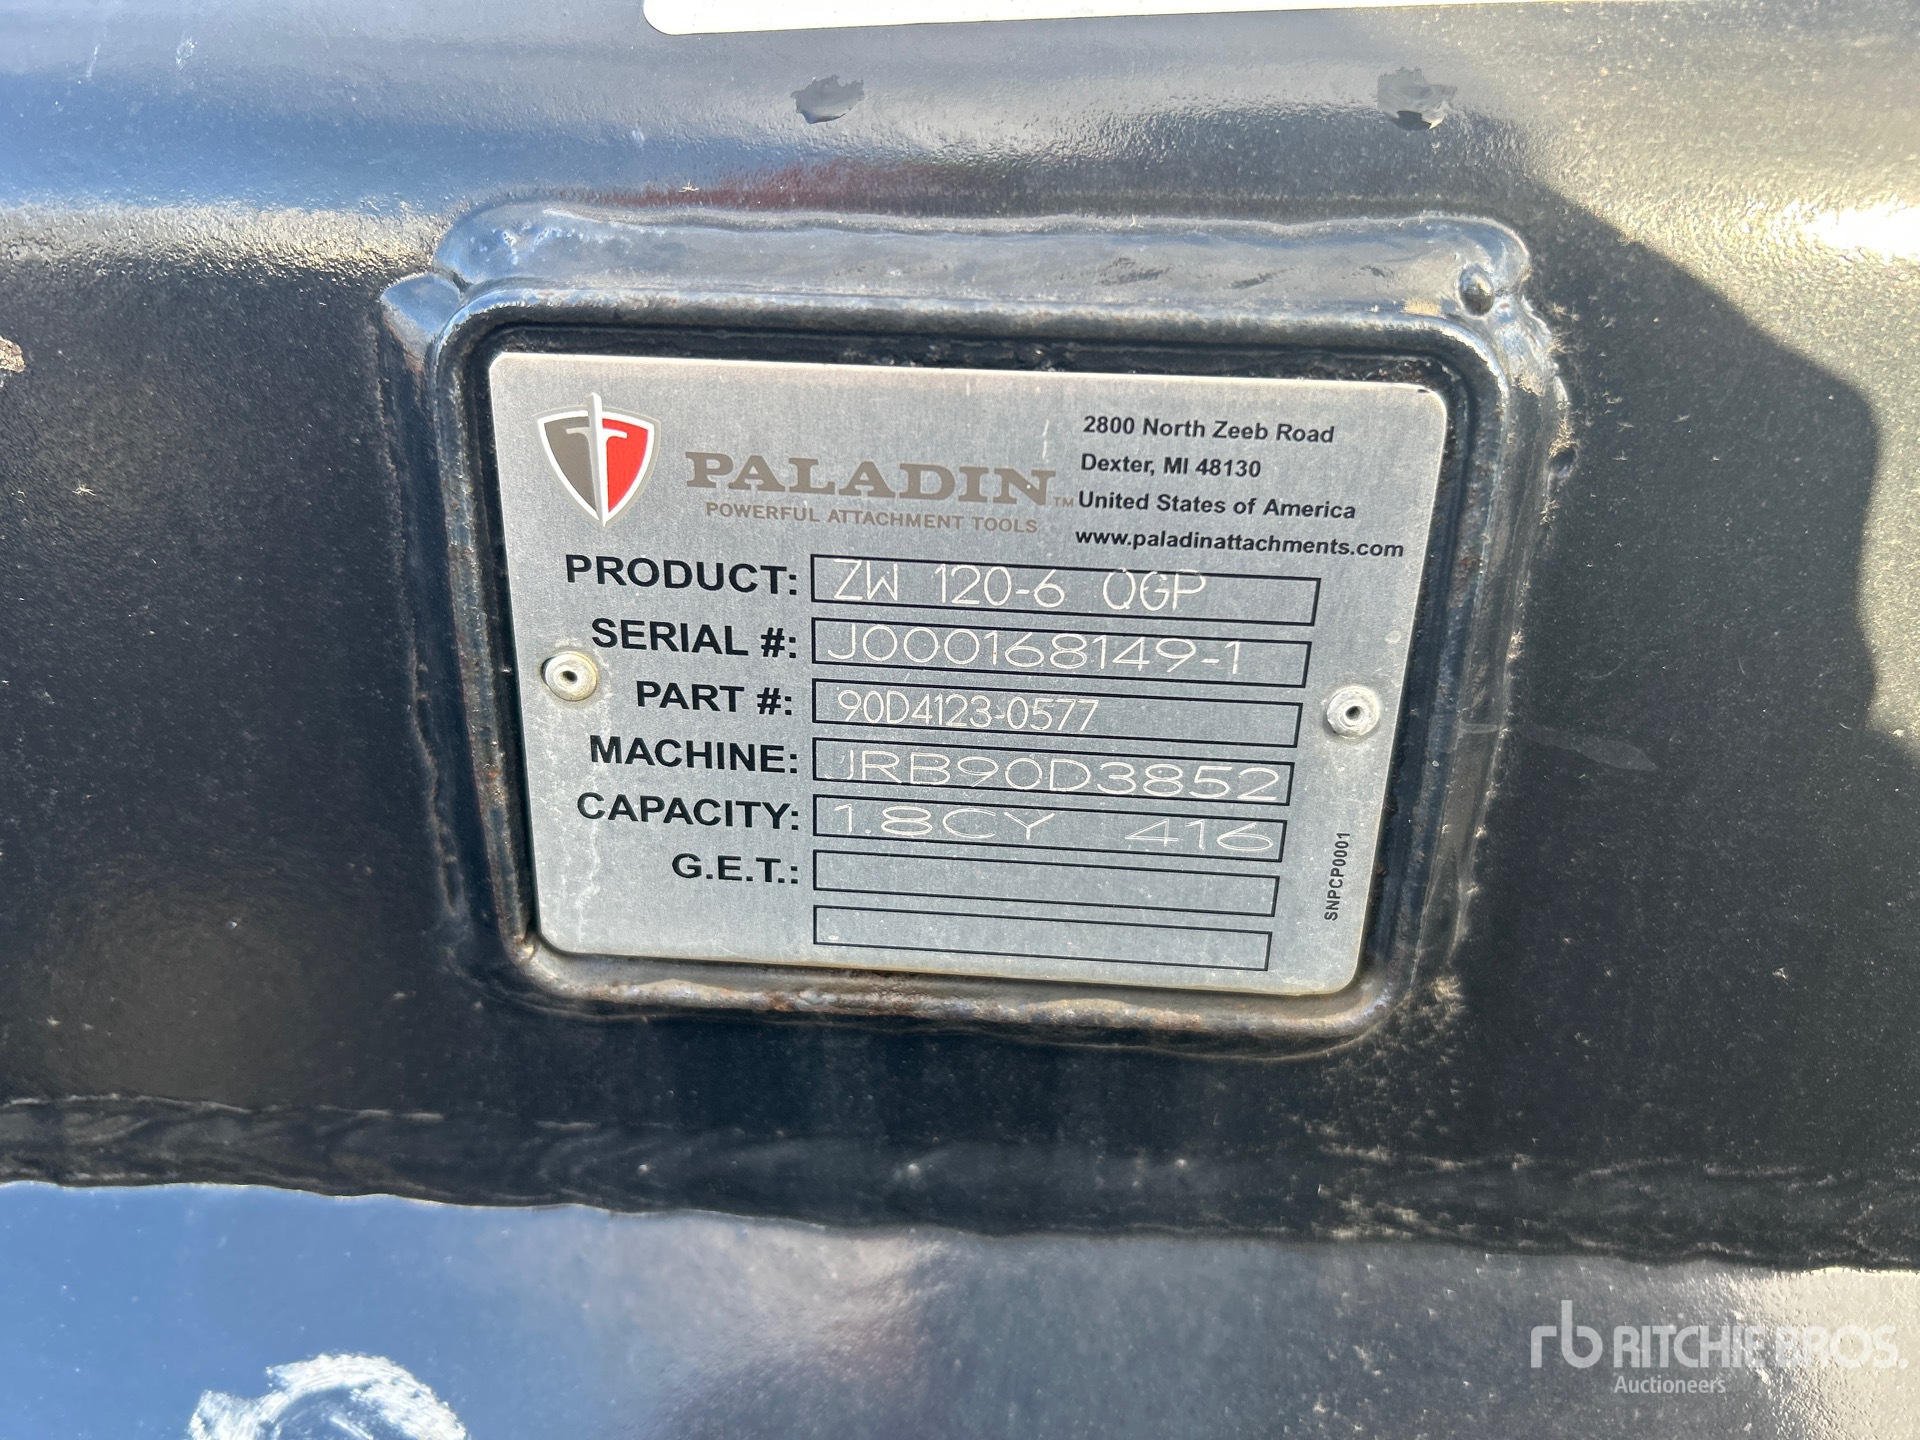 PALADIN™
POWERFUL ATTACHMENT TOOLS
2800 North Zeeb Road
Dexter, MI 48130
United States of America
www.paladinattachments.com
PRODUCT: ZW 120-6 QGP
SERIAL #: J000168149-1
PART #: 90D4123-0577
MACHINE: JRB90D3852
CAPACITY: 1.8CY 416
G.E.T.:
SNPCP0001
rb RITCHIE BROS.
Auctioneers